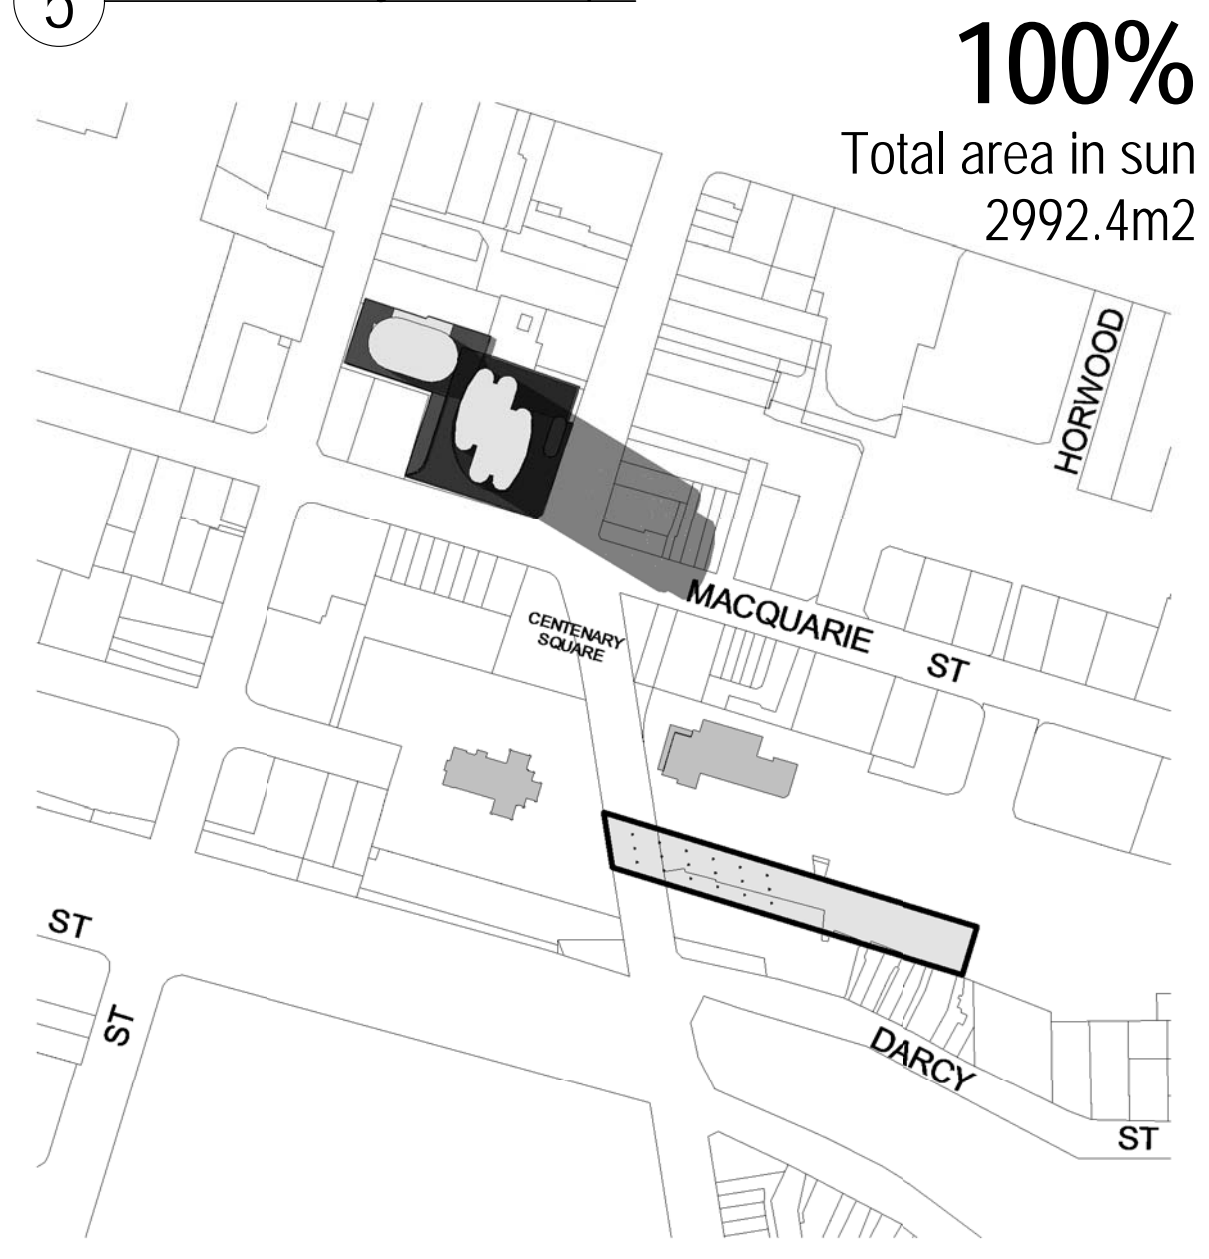 5
100%
Total area in sun
2992.4m2
HORWOOD
MACQUARIE ST
CENTENARY
SQUARE
ST
ST
DARCY
ST